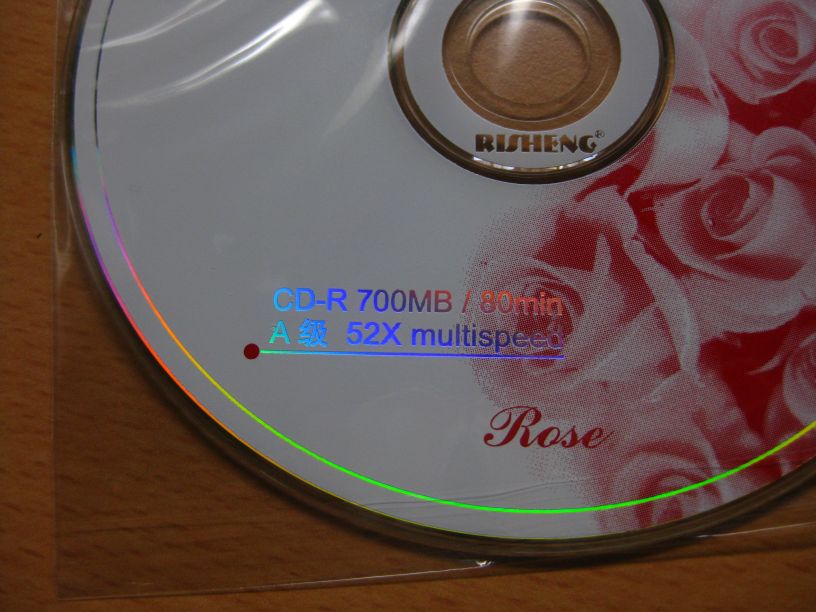 RISHENG®
CD-R 700MB / 80min
A 级 52X multispeed
Rose